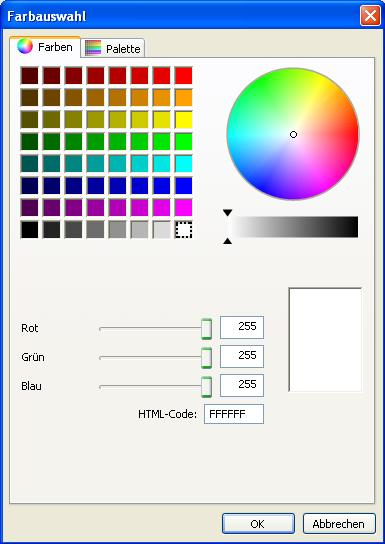 Farbauswahl
Farben
Palette
Rot 255
Grün 255
Blau 255
HTML-Code: FFFFFF
OK
Abbrechen